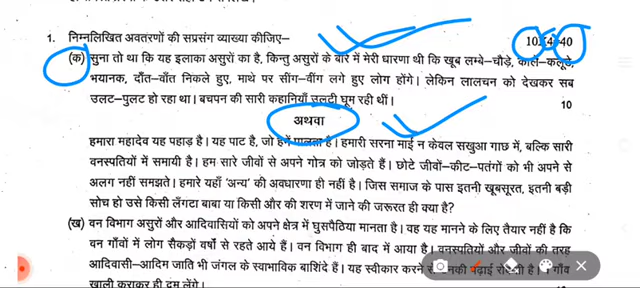 1. निम्नलिखित अवतरणों की सप्रसंग व्याख्या कीजिए– 10×4=40
(क) सुना तो था कि यह इलाका असुरों का है, किन्तु असुरों के बारे में मेरी धारणा थी कि खूब लम्बे-चौड़े, काले-कलूटे,
भयानक, दाँत-वाँत निकले हुए, माथे पर सींग-वींग लगे हुए लोग होंगे। लेकिन लालचन को देखकर सब
उलट-पुलट हो रहा था। बचपन की सारी कहानियाँ उलटी घूम रही थीं। 10
अथवा
हमारा महादेव यह पहाड़ है। यह पाट है, जो हमें पालता है। हमारी सरना माई न केवल सखुआ गाछ में, बल्कि सारी
वनस्पतियों में समायी है। हम सारे जीवों से अपने गोत्र को जोड़ते हैं। छोटे जीवों-कीट-पतंगों को भी अपने से
अलग नहीं समझते। हमारे यहाँ 'अन्य' की अवधारणा ही नहीं है। जिस समाज के पास इतनी खूबसूरत, इतनी बड़ी
सोच हो उसे किसी लँगटा बाबा या किसी और की शरण में जाने की जरूरत ही क्या है?
(ख) वन विभाग असुरों और आदिवासियों को अपने क्षेत्र में घुसपैठिया मानता है। वह यह मानने के लिए तैयार नहीं है कि
वन गाँवों में लोग सैकड़ों वर्षों से रहते आये हैं। वन विभाग ही बाद में आया है। वनस्पतियों और जीवों की तरह
आदिवासी-आदिम जाति भी जंगल के स्वाभाविक बाशिंदे हैं। यह स्वीकार करने
है। गाँव
खाली कराकर ही दम लेंगे।